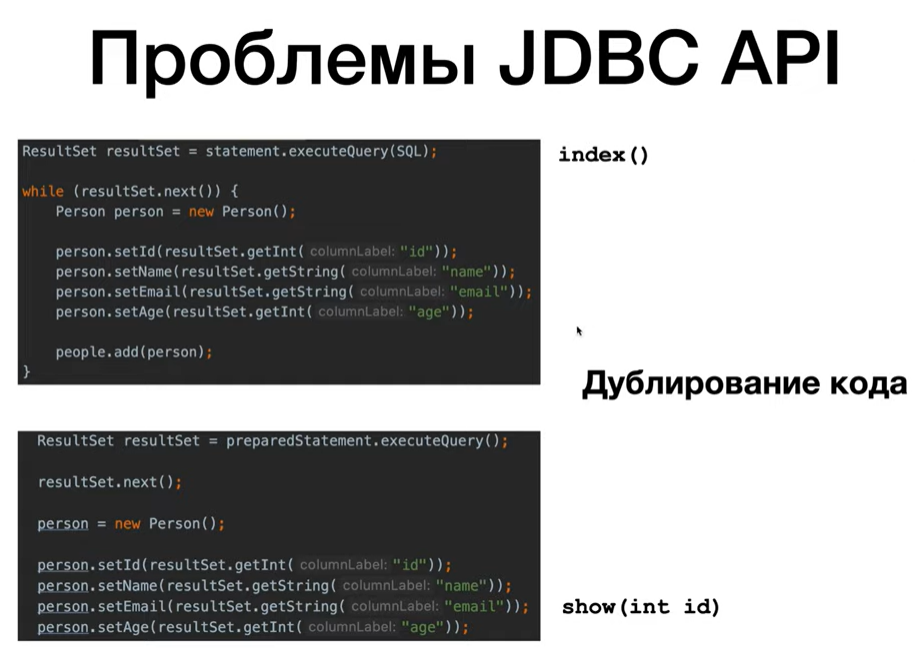 Проблемы JDBC API
ResultSet resultSet = statement.executeQuery(SQL);
index()
while (resultSet.next()) {
Person person = new Person();
person.setId(resultSet.getInt( columnLabel: "id"));
person.setName(resultSet.getString( columnLabel: "name"));
person.setEmail(resultSet.getString( columnLabel: "email"));
person.setAge(resultSet.getInt( columnLabel: "age"));
people.add(person);
}
Дублирование кода
ResultSet resultSet = preparedStatement.executeQuery();
resultSet.next();
person = new Person();
person.setId(resultSet.getInt( columnLabel: "id"));
person.setName(resultSet.getString( columnLabel: "name"));
person.setEmail(resultSet.getString( columnLabel: "email"));
show(int id)
person.setAge(resultSet.getInt( columnLabel: "age"));